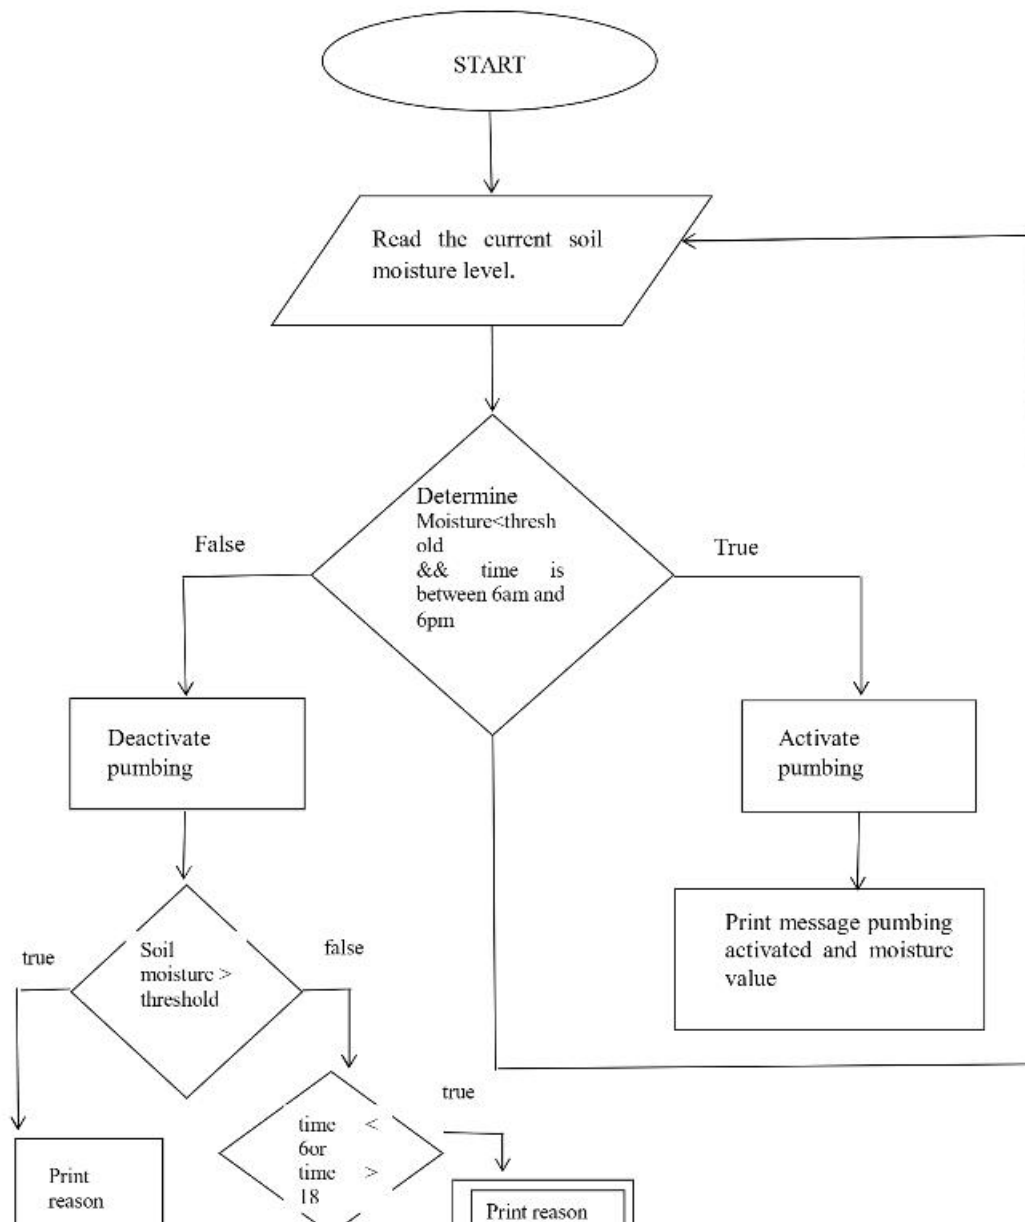 START
Read the current soil
moisture level.
Determine
Moisture<thresh
old
&& time is
between 6am and
6pm
False
True
Deactivate
pumbing
Activate
pumbing
Print message pumbing
activated and moisture
value
true
Soil
moisture >
threshold
false
true
time <
6or
time >
18
Print
reason
Print reason